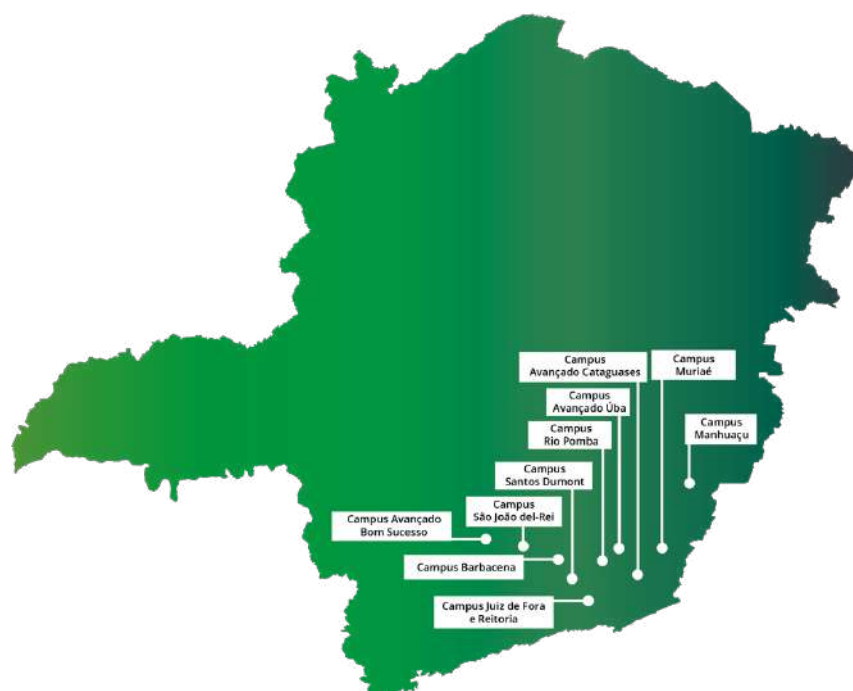 Campus
Avançado Cataguases
Campus
Muriaé
Campus
Avançado Úba
Campus
Rio Pomba
Campus
Manhuaçu
Campus
Santos Dumont
Campus
São João del-Rei
Campus Avançado
Bom Sucesso
Campus Barbacena
Campus Juiz de Fora
e Reitoria